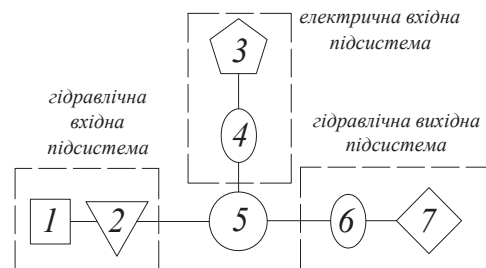 електрична вхідна
підсистема
3
гідравлічна
вхідна
підсистема
4
гідравлічна вихідна
підсистема
1
2
5
6
7